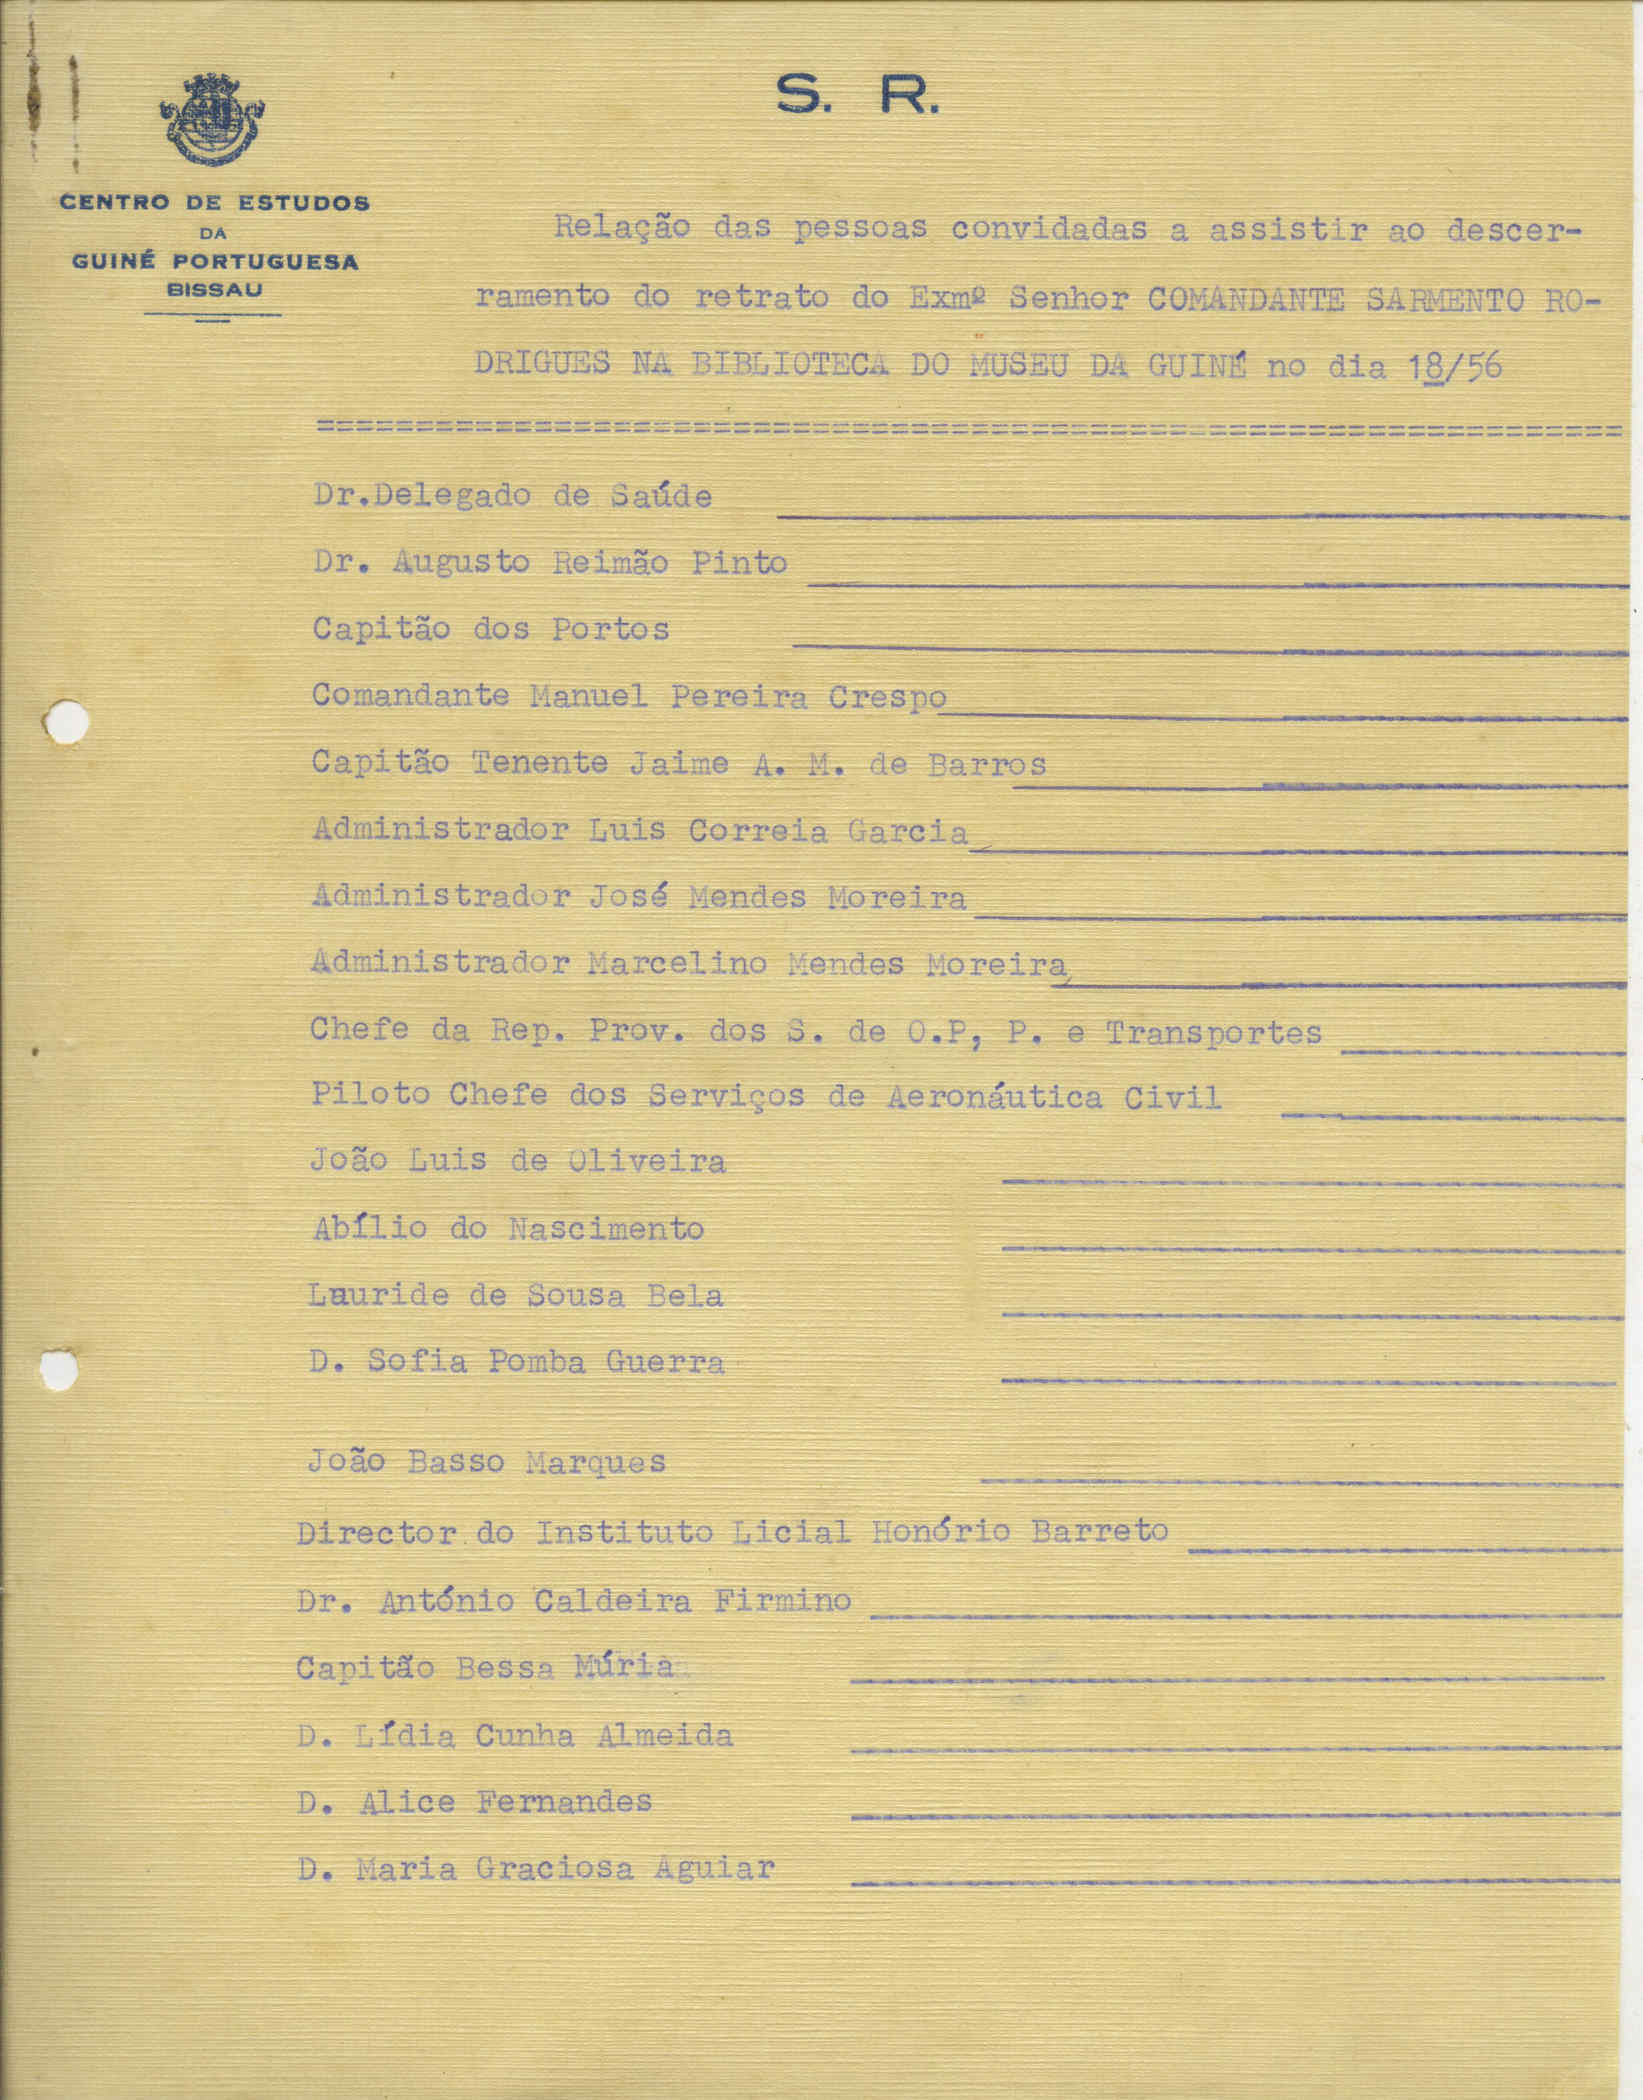 S. R.
CENTRO DE ESTUDOS
DA
GUINÉ PORTUGUESA
BISSAU
Relação das pessoas convidadas a assistir ao descer-
ramento do retrato do Exmº Senhor COMANDANTE SARMENTO RO-
DRIGUES NA BIBLIOTECA DO MUSEU DA GUINÉ no dia 18/56
Dr.Delegado de Saúde
Dr. Augusto Reimão Pinto
Capitão dos Portos
Comandante Manuel Pereira Crespo
Capitão Tenente Jaime A. M. de Barros
Administrador Luis Correia Garcia
Administrador José Mendes Moreira
Administrador Marcelino Mendes Moreira
Chefe da Rep. Prov. dos S. de O.P, P. e Transportes
Piloto Chefe dos Serviços de Aeronáutica Civil
João Luis de Oliveira
Abílio do Nascimento
Lauride de Sousa Bela
D. Sofia Pomba Guerra
João Basso Marques
Director do Instituto Licial Honório Barreto
Dr. António Caldeira Firmino
Capitão Bessa Múria
D. Lídia Cunha Almeida
D. Alice Fernandes
D. Maria Graciosa Aguiar